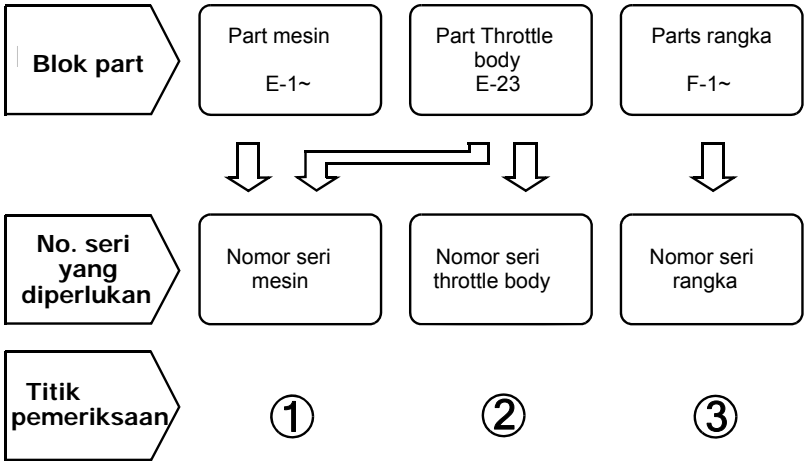 Blok part
Part mesin
E-1~
Part Throttle
body
E-23
Parts rangka
F-1~
No. seri
yang
diperlukan
Nomor seri
mesin
Nomor seri
throttle body
Nomor seri
rangka
Titik
pemeriksaan
①
②
③